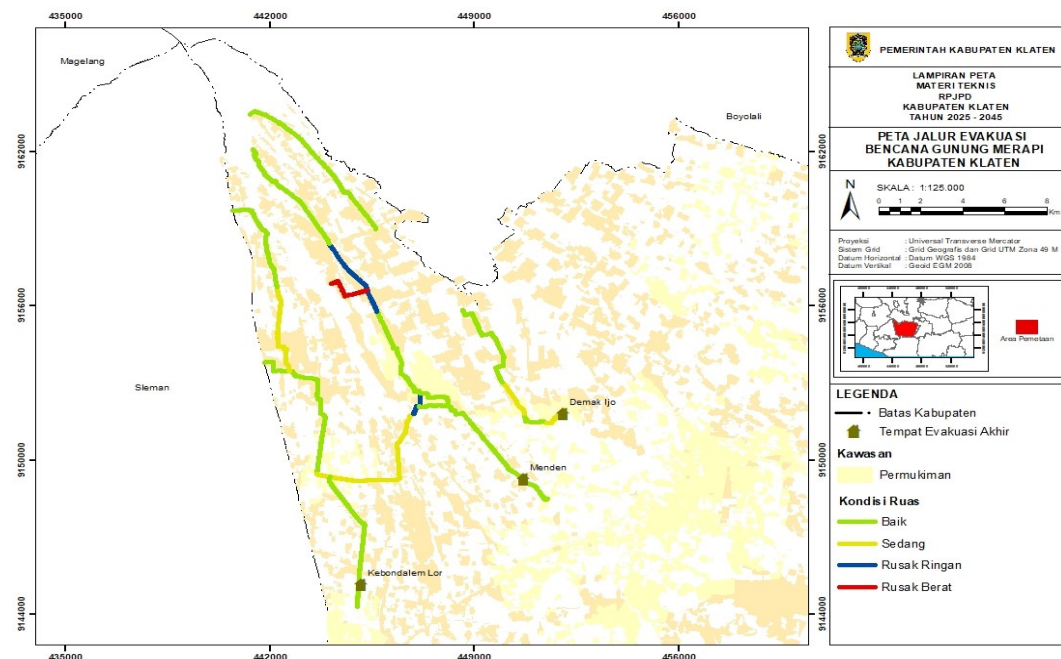 435000
442000
449000
456000
Magelang
Boyolali
Sleman
Demak Ijo
Menden
Kebondalem Lor
9162000
9156000
9150000
9144000
9162000
9156000
9150000
9144000
435000
442000
449000
456000
PEMERINTAH KABUPATEN KLATEN
LAMPIRAN PETA
MATERI TEKNIS
RPJPD
KABUPATEN KLATEN
TAHUN 2025 - 2045
PETA JALUR EVAKUASI
BENCANA GUNUNG MERAPI
KABUPATEN KLATEN
N
SKALA : 1:125.000
0 1 2 4 6 8
Km
Proyeksi : Universal Transverse Mercator
Sistem Grid : Grid Geografis dan Grid UTM Zona 49 M
Datum Horizontal : Datum WGS 1984
Datum Vertikal : Geoid EGM 2008
Area Pemetaan
LEGENDA
Batas Kabupaten
Tempat Evakuasi Akhir
Kawasan
Permukiman
Kondisi Ruas
Baik
Sedang
Rusak Ringan
Rusak Berat